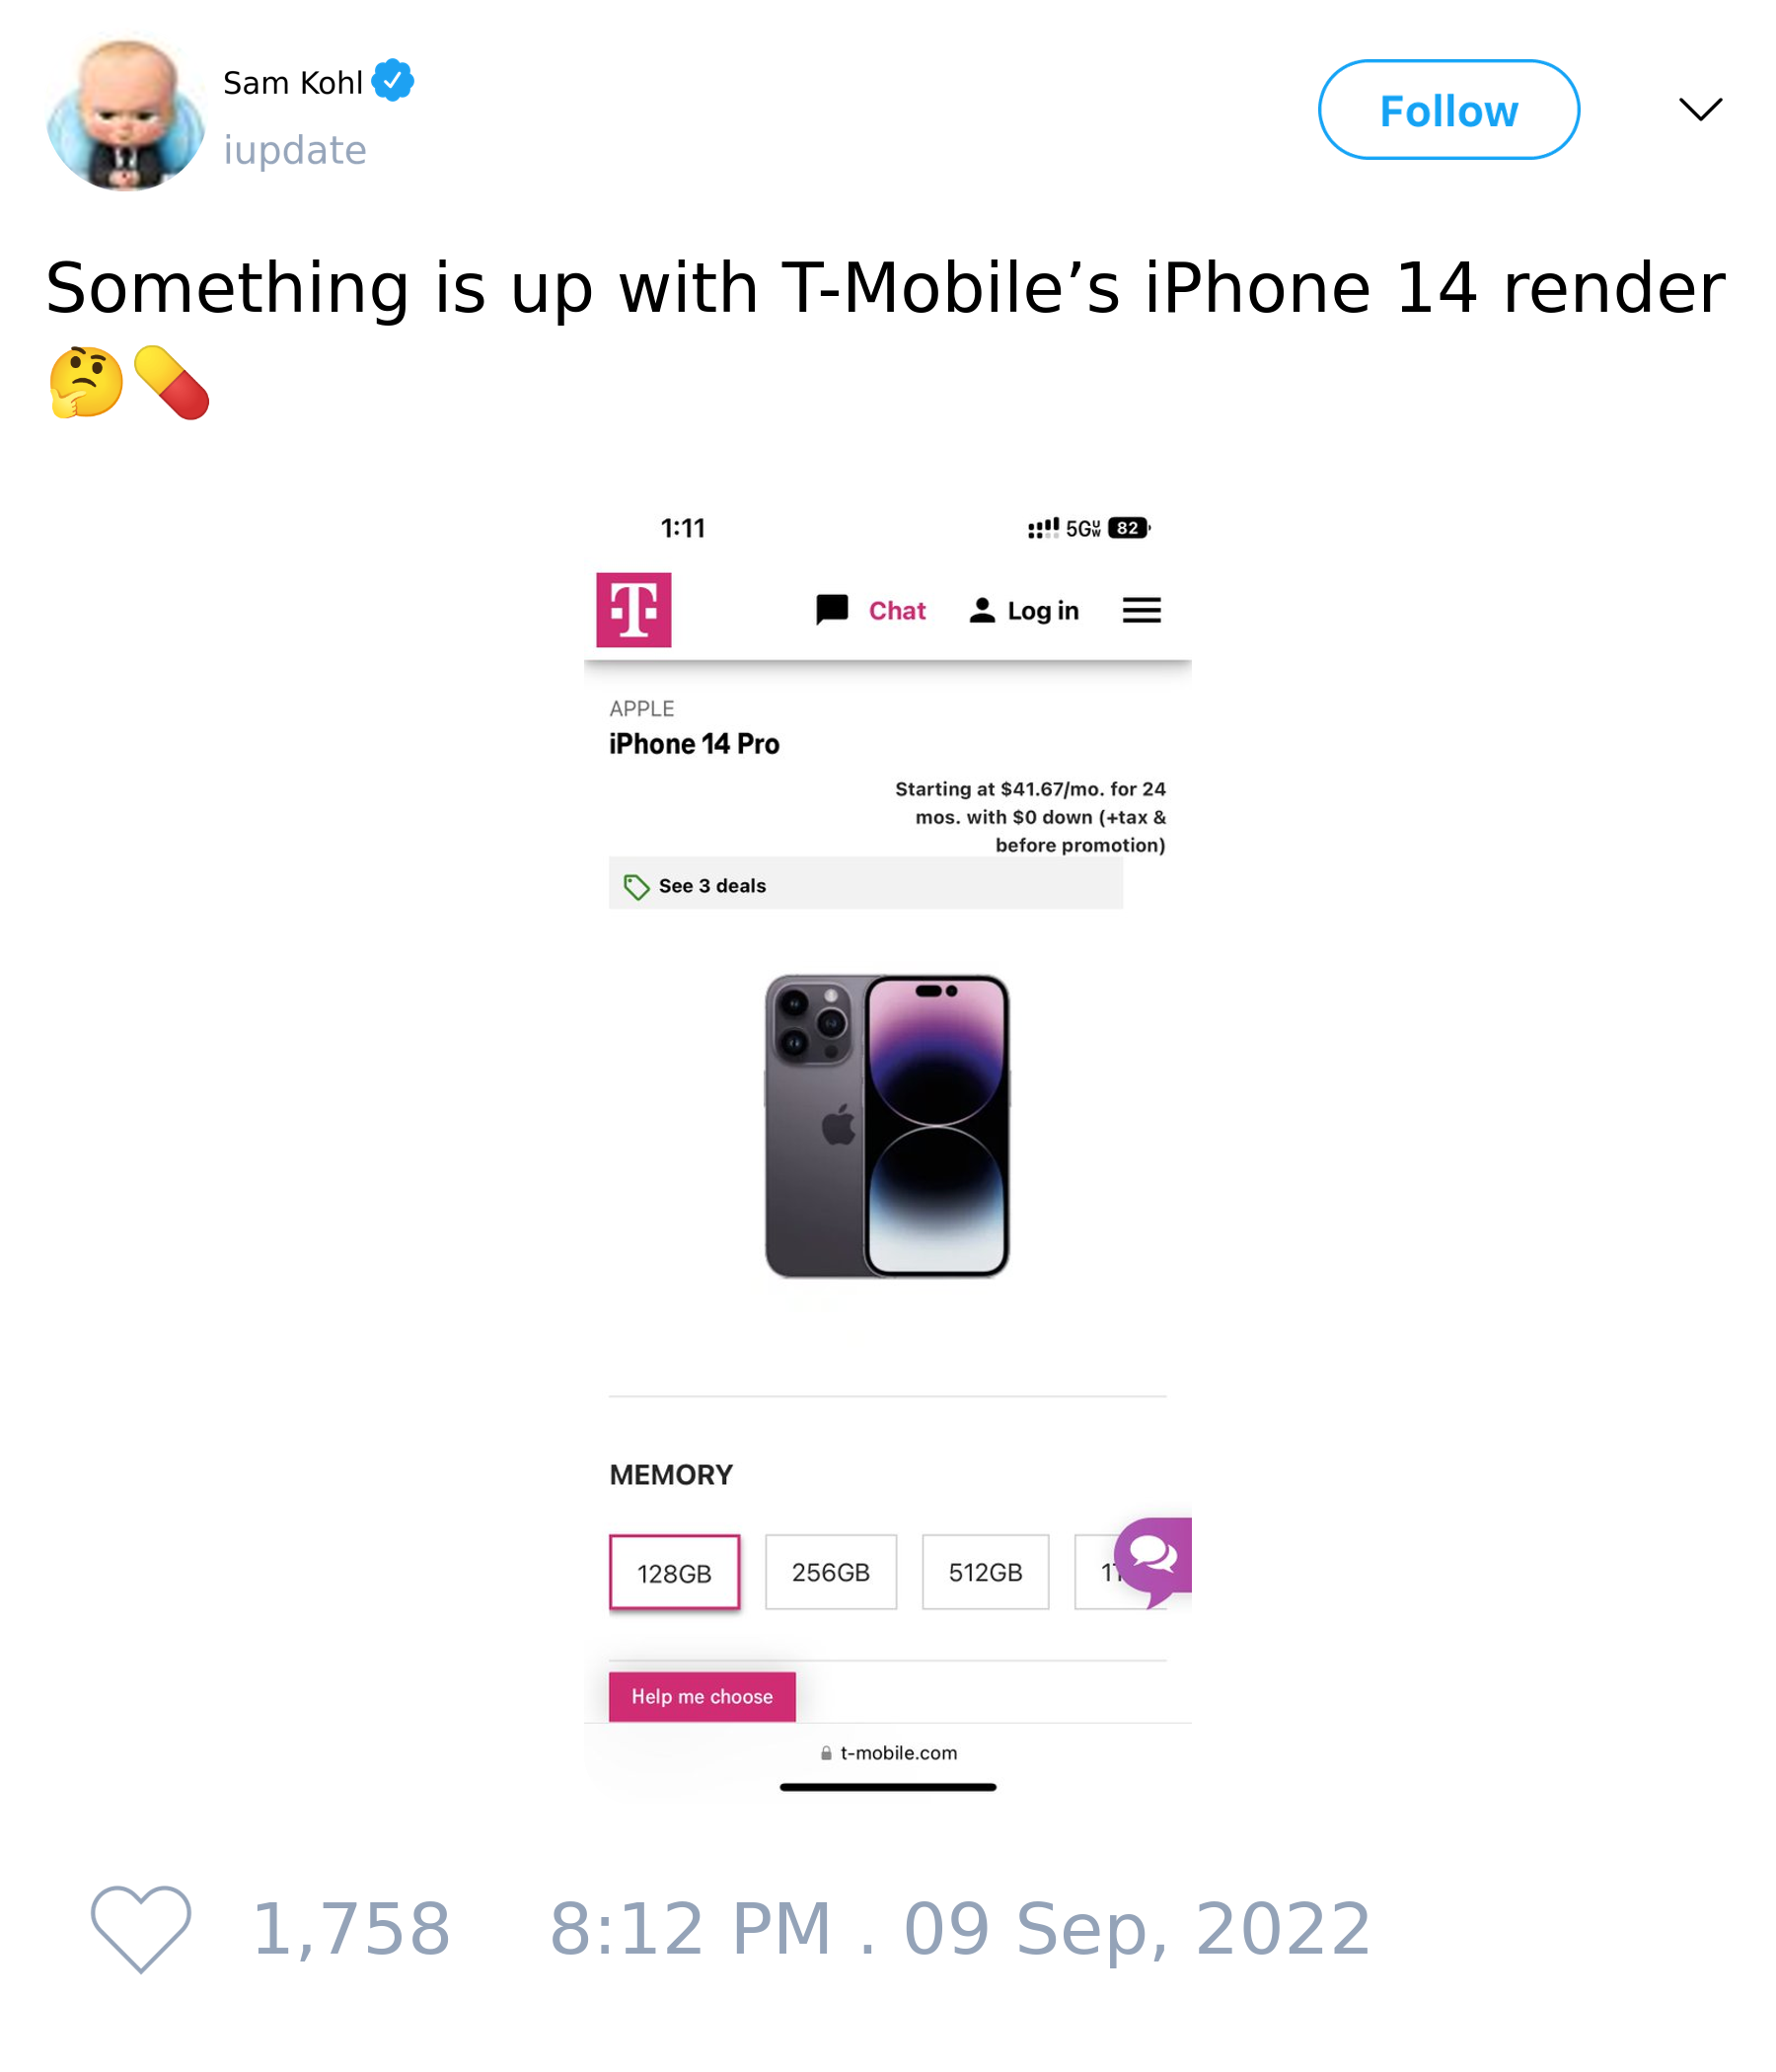 Sam Kohl
iupdate
Follow
Something is up with T-Mobile’s iPhone 14 render
🤔💊
1:11
5G UW 82
T
Chat
Log in
APPLE
iPhone 14 Pro
Starting at $41.67/mo. for 24
mos. with $0 down (+tax &
before promotion)
See 3 deals
MEMORY
128GB 256GB 512GB
Help me choose
t-mobile.com
1,758 8:12 PM . 09 Sep, 2022